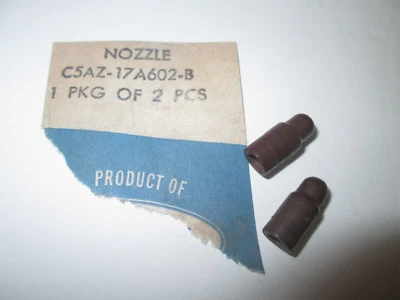 NOZZLE
C5AZ-17A602-B
1 PKG OF 2 PCS
PRODUCT OF